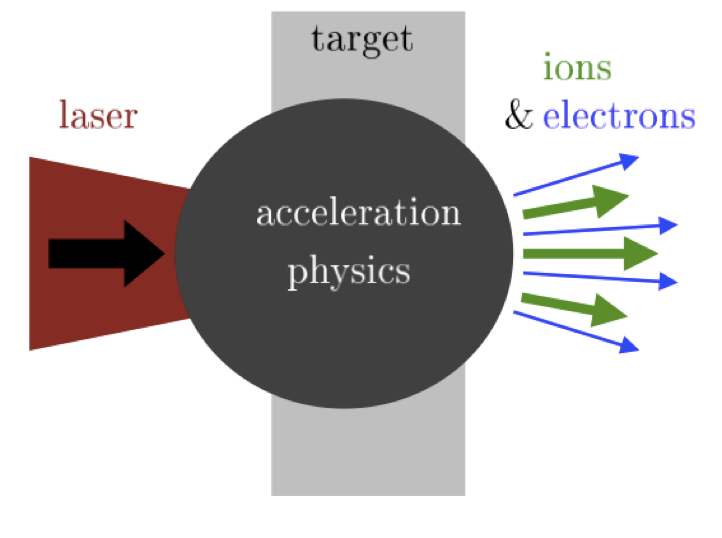 target
ions
laser
& electrons
acceleration
physics